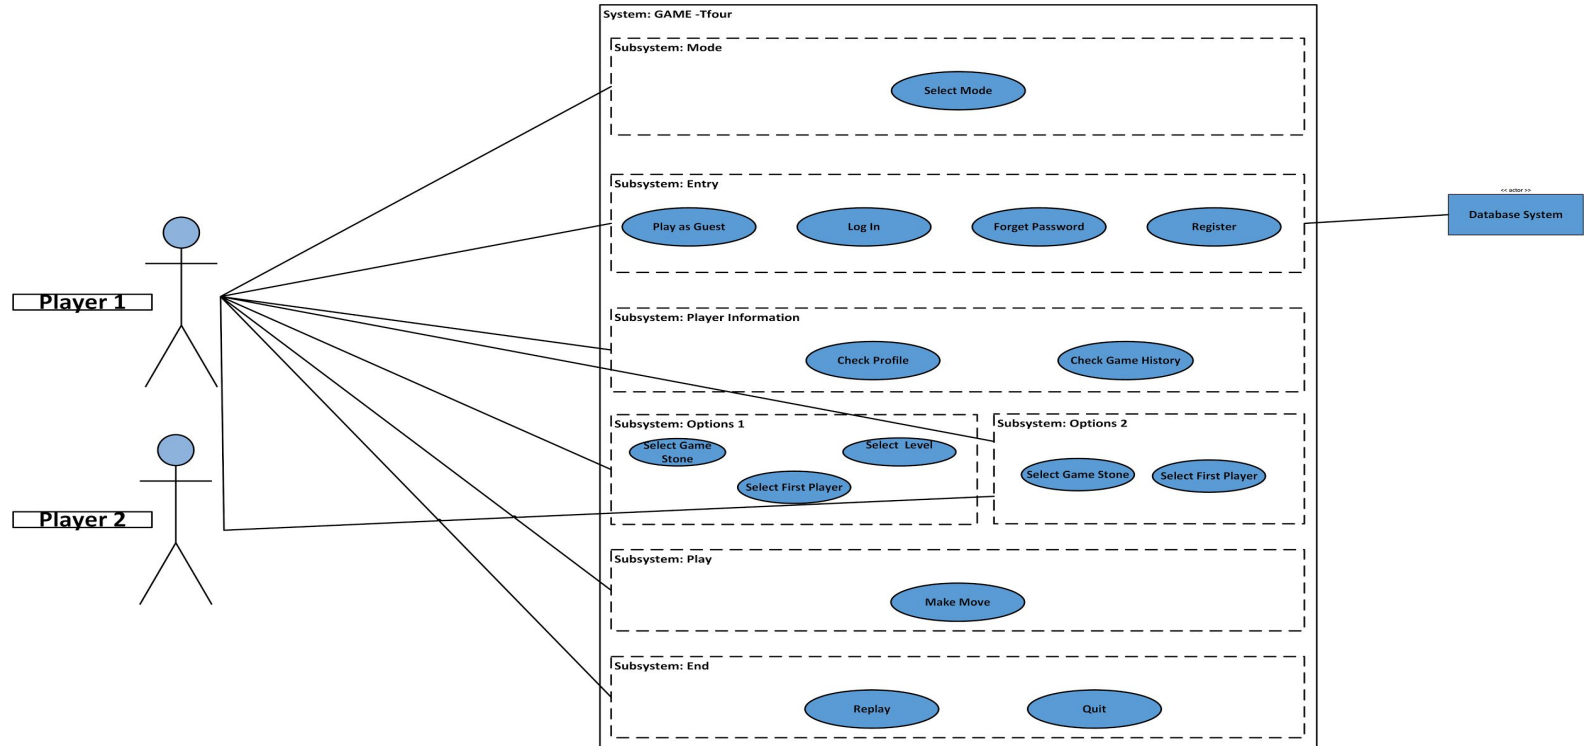 System: GAME -Tfour
Subsystem: Mode
Select Mode
Subsystem: Entry
Play as Guest
Log In
Forget Password
Register
<< actor >>
Database System
Player 1
Subsystem: Player Information
Check Profile
Check Game History
Subsystem: Options 1
Select Game
Stone
Select Level
Select First Player
Subsystem: Options 2
Select Game Stone
Select First Player
Player 2
Subsystem: Play
Make Move
Subsystem: End
Replay
Quit